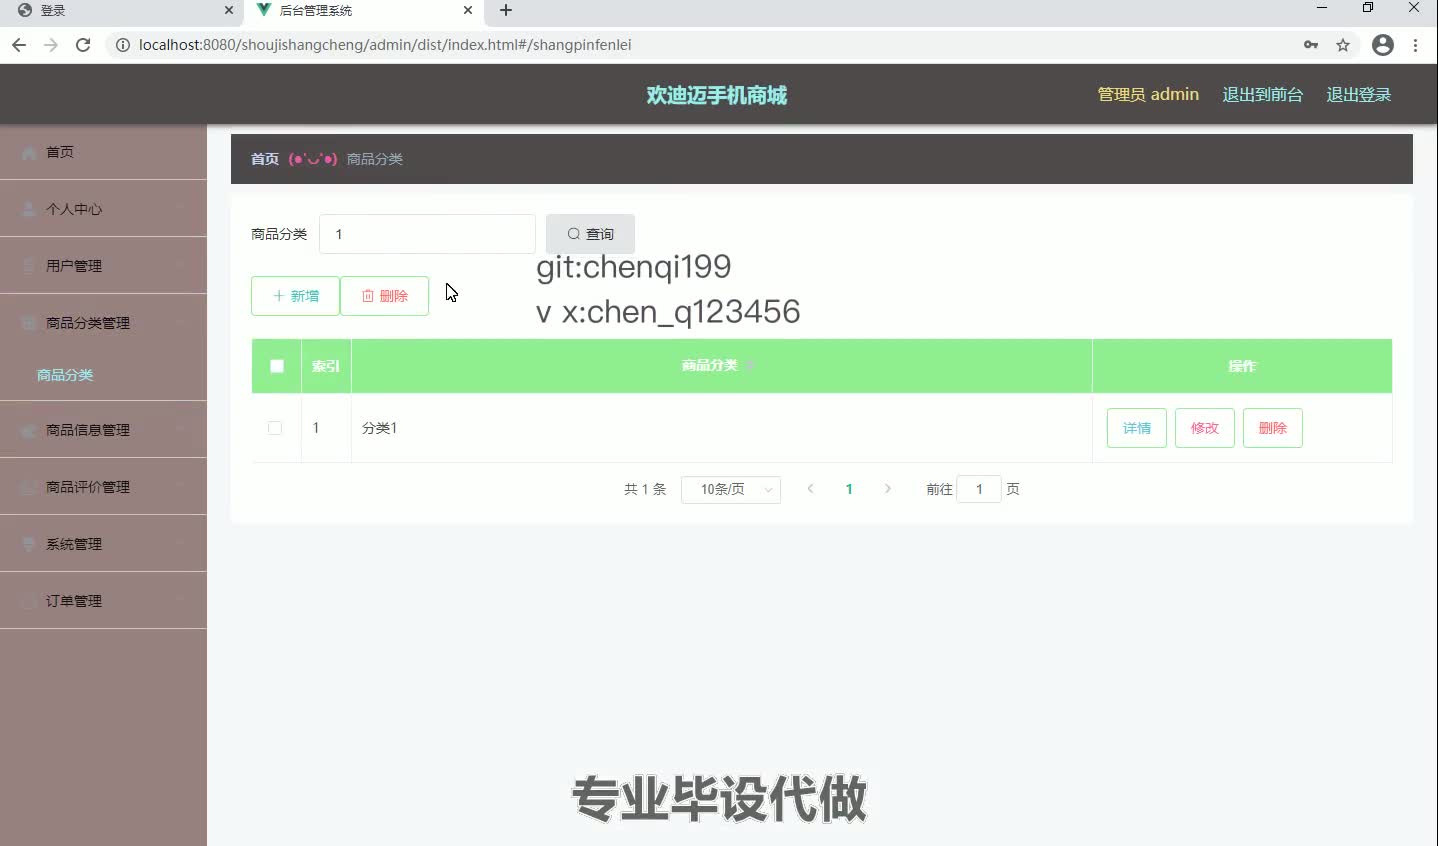 登录
后台管理系统
localhost:8080/shoujishangcheng/admin/dist/index.html#/shangpinfenlei
欢迪迈手机商城
管理员 admin
退出到前台
退出登录
首页
个人中心
用户管理
商品分类管理
商品分类
商品信息管理
商品评价管理
系统管理
订单管理
首页 (●'◡'●) 商品分类
商品分类 1 查询
git:chenqi199
新增 删除
v x:chen_q123456
索引 商品分类 操作
1 分类1 详情 修改 删除
共 1 条 10条/页 1 前往 1 页
专业毕设代做